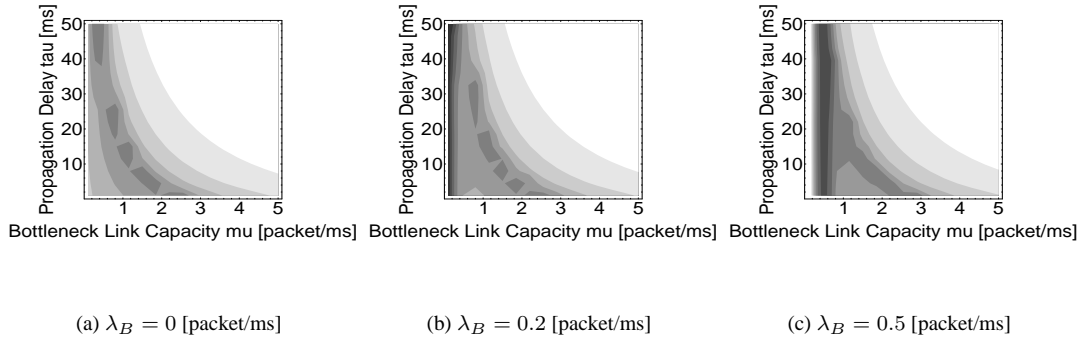 Propagation Delay tau [ms]
50
40
30
20
10
1 2 3 4 5
Bottleneck Link Capacity mu [packet/ms]
(a) λ_B = 0 [packet/ms]
Propagation Delay tau [ms]
50
40
30
20
10
1 2 3 4 5
Bottleneck Link Capacity mu [packet/ms]
(b) λ_B = 0.2 [packet/ms]
Propagation Delay tau [ms]
50
40
30
20
10
1 2 3 4 5
Bottleneck Link Capacity mu [packet/ms]
(c) λ_B = 0.5 [packet/ms]